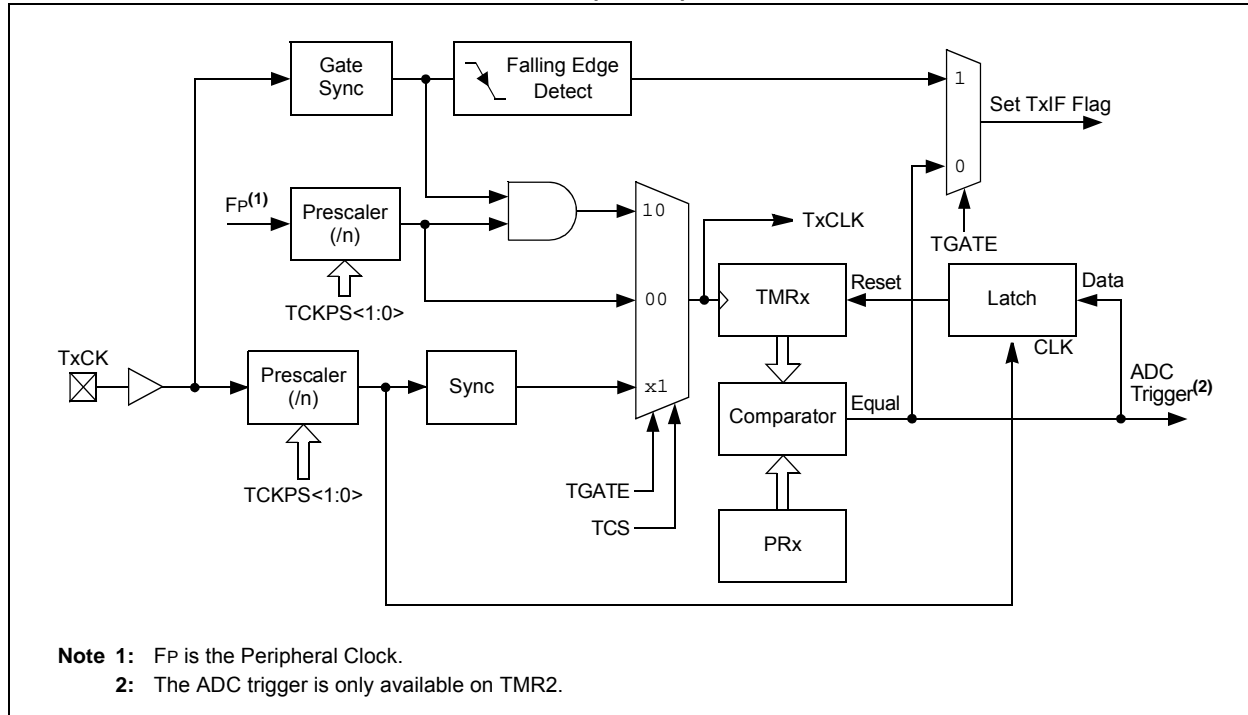 Gate
Sync
Falling Edge
Detect
1
Set TxIF Flag
0
FP(1)
Prescaler
(/n)
10
TxCLK
TGATE
TCKPS<1:0>
00
TMRx
Reset
Latch
Data
CLK
TxCK
Prescaler
(/n)
Sync
x1
Comparator
Equal
ADC
Trigger(2)
TCKPS<1:0>
TGATE
TCS
PRx
Note 1: FP is the Peripheral Clock.
2: The ADC trigger is only available on TMR2.